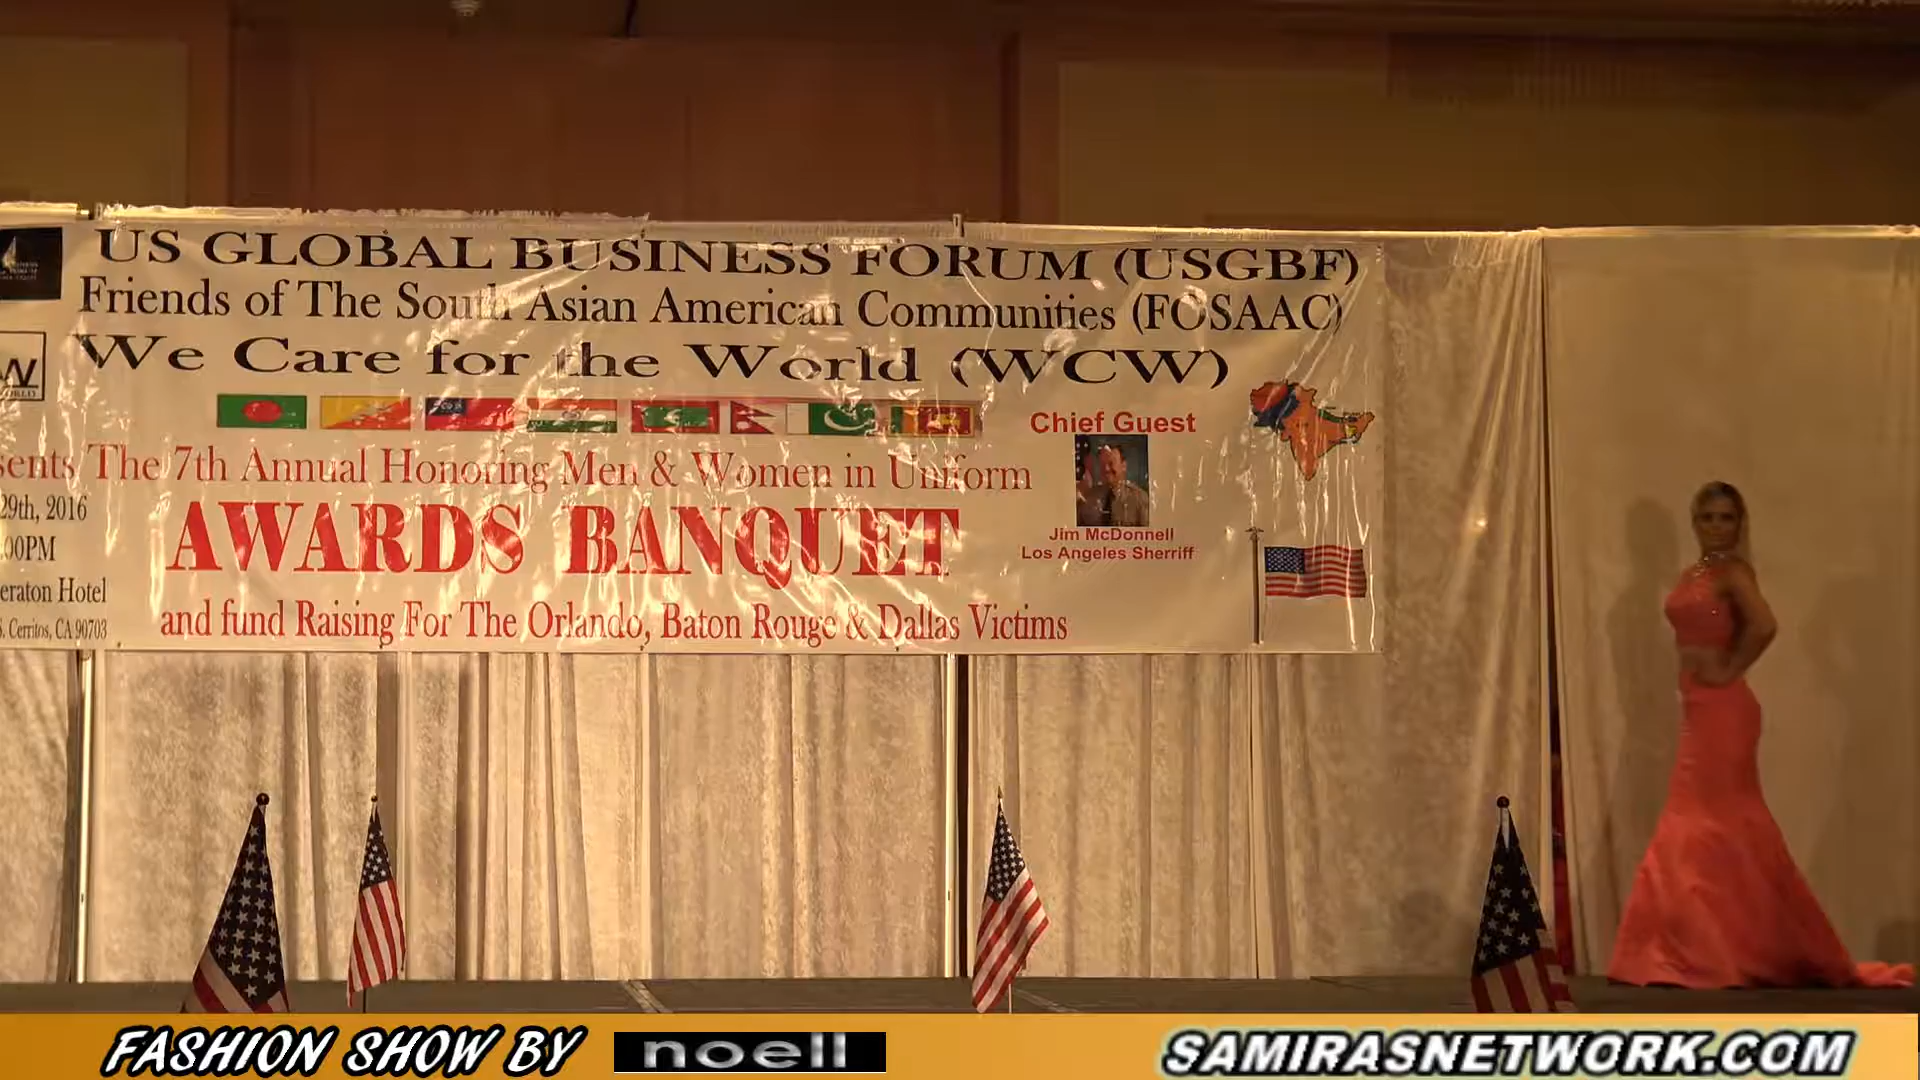 US GLOBAL BUSINESS FORUM (USGBF)
Friends of The South Asian American Communities (FOSAAC)
We Care for the World (WCW)
Chief Guest
sents The 7th Annual Honoring Men & Women in Uniform
29th, 2016
AWARDS BANQUET
Jim McDonnell
Los Angeles Sherriff
00PM
eraton Hotel
S. Cerritos, CA 90703
and fund Raising For The Orlando, Baton Rouge & Dallas Victims
FASHION SHOW BY noell
SAMIRASNETWORK.COM